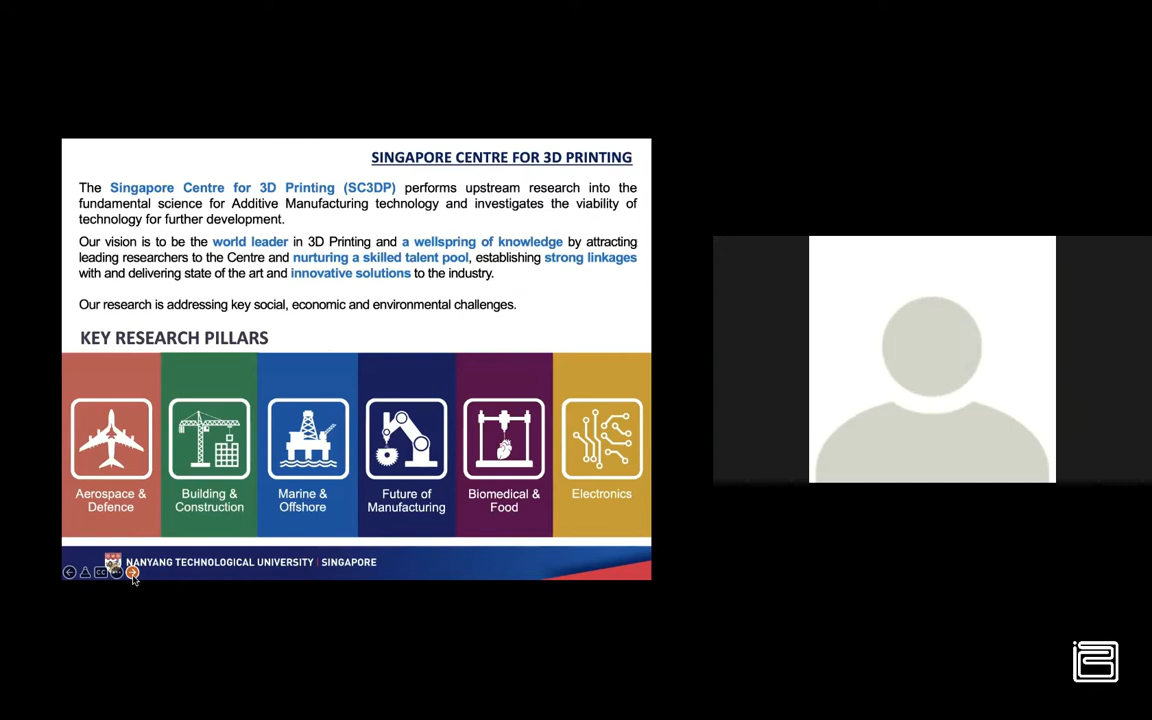 SINGAPORE CENTRE FOR 3D PRINTING
The Singapore Centre for 3D Printing (SC3DP) performs upstream research into the
fundamental science for Additive Manufacturing technology and investigates the viability of
technology for further development.
Our vision is to be the world leader in 3D Printing and a wellspring of knowledge by attracting
leading researchers to the Centre and nurturing a skilled talent pool, establishing strong linkages
with and delivering state of the art and innovative solutions to the industry.
Our research is addressing key social, economic and environmental challenges.
KEY RESEARCH PILLARS
Aerospace &
Defence
Building &
Construction
Marine &
Offshore
Future of
Manufacturing
Biomedical &
Food
Electronics
NANYANG TECHNOLOGICAL UNIVERSITY | SINGAPORE
CC